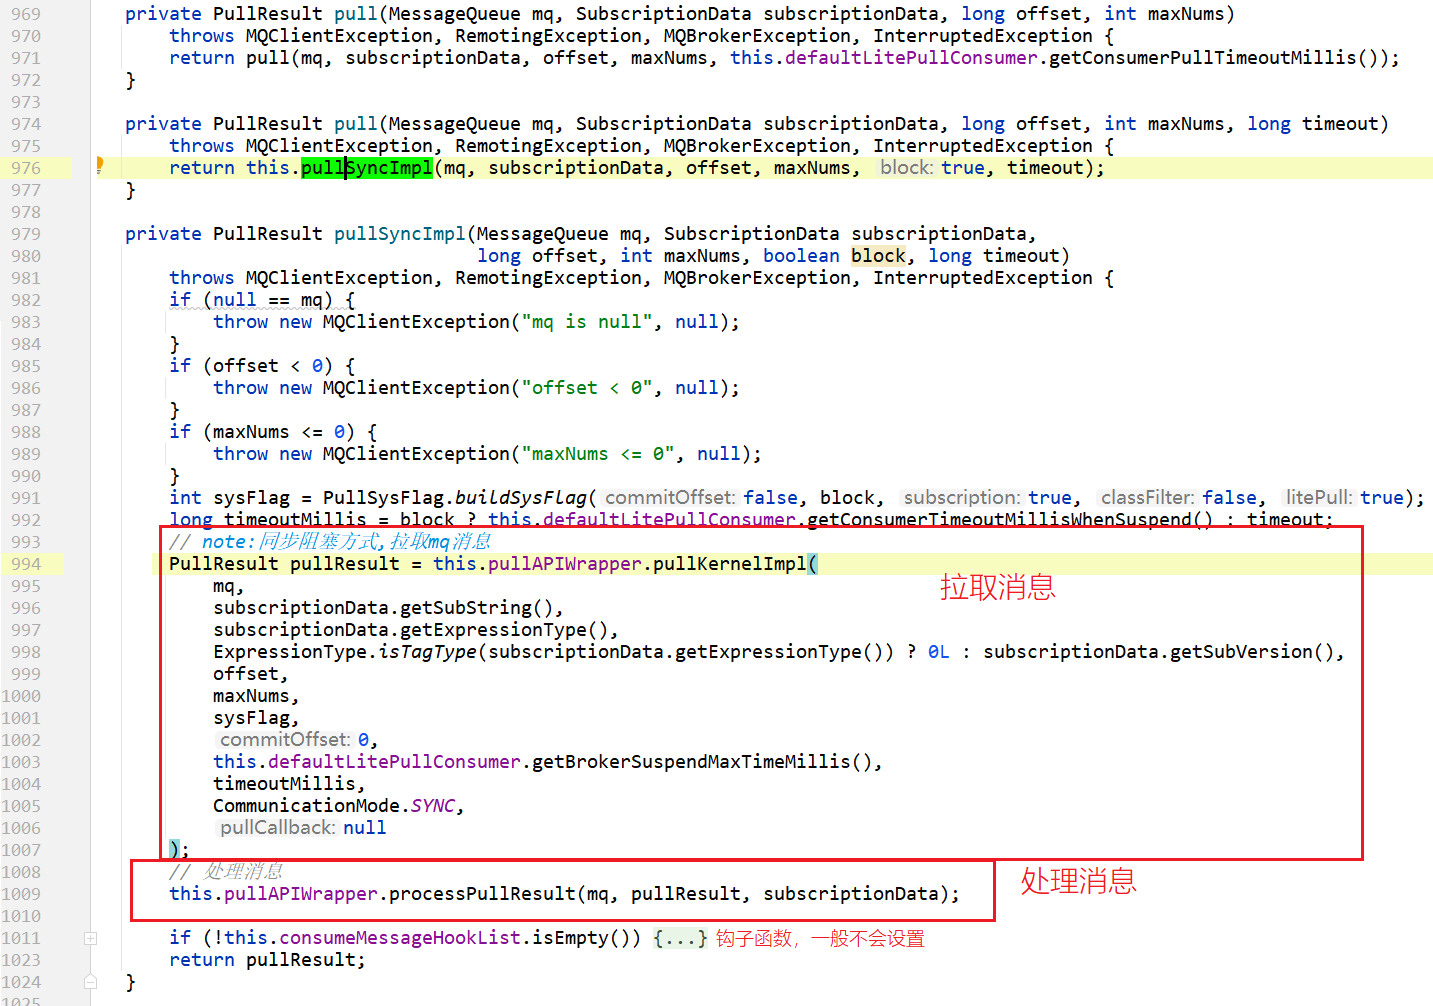 969 private PullResult pull(MessageQueue mq, SubscriptionData subscriptionData, long offset, int maxNums)
970 throws MQClientException, RemotingException, MQBrokerException, InterruptedException {
971 return pull(mq, subscriptionData, offset, maxNums, this.defaultLitePullConsumer.getConsumerPullTimeoutMillis());
972 }
973
974 private PullResult pull(MessageQueue mq, SubscriptionData subscriptionData, long offset, int maxNums, long timeout)
975 throws MQClientException, RemotingException, MQBrokerException, InterruptedException {
976 return this.pullSyncImpl(mq, subscriptionData, offset, maxNums, block: true, timeout);
977 }
978
979 private PullResult pullSyncImpl(MessageQueue mq, SubscriptionData subscriptionData,
980 long offset, int maxNums, boolean block, long timeout)
981 throws MQClientException, RemotingException, MQBrokerException, InterruptedException {
982 if (null == mq) {
983 throw new MQClientException("mq is null", null);
984 }
985 if (offset < 0) {
986 throw new MQClientException("offset < 0", null);
987 }
988 if (maxNums <= 0) {
989 throw new MQClientException("maxNums <= 0", null);
990 }
991 int sysFlag = PullSysFlag.buildSysFlag( commitOffset: false, block, subscription: true, classFilter: false, litePull: true);
992 long timeoutMillis = block ? this.defaultLitePullConsumer.getConsumerTimeoutMillisWhenSuspend() : timeout;
993 // note:同步阻塞方式,拉取mq消息
994 PullResult pullResult = this.pullAPIWrapper.pullKernelImpl(
995 mq,
拉取消息
996 subscriptionData.getSubString(),
997 subscriptionData.getExpressionType(),
998 ExpressionType.isTagType(subscriptionData.getExpressionType()) ? 0L : subscriptionData.getSubVersion(),
999 offset,
1000 maxNums,
1001 sysFlag,
1002 commitOffset: 0,
1003 this.defaultLitePullConsumer.getBrokerSuspendMaxTimeMillis(),
1004 timeoutMillis,
1005 CommunicationMode.SYNC,
1006 pullCallback: null
1007 );
1008 // 处理消息
处理消息
1009 this.pullAPIWrapper.processPullResult(mq, pullResult, subscriptionData);
1010
1011 if (!this.consumeMessageHookList.isEmpty()) {...} 钩子函数，一般不会设置
1023 return pullResult;
1024 }
1025